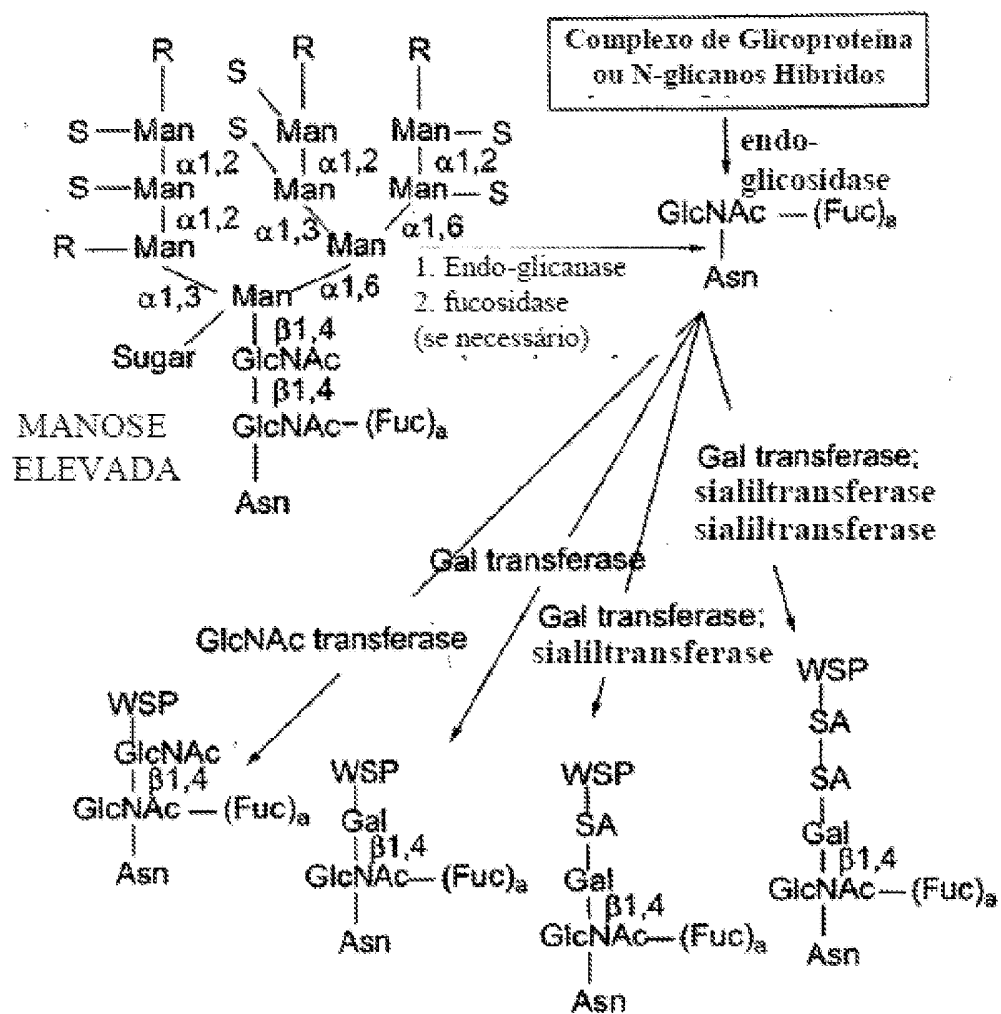 Complexo de Glicoproteína
ou N-glicanos Híbridos
R R R
S
S — Man S Man Man — S
α1,2 α1,2 α1,2
S — Man Man Man — S
α1,2 α1,3 α1,6
R — Man Man
α1,3 Man α1,6
β1,4
Sugar GlcNAc
β1,4
GlcNAc — (Fuc)a
MANOSE
ELEVADA
Asn
1. Endo-glicanase
2. fucosidase
(se necessário)
endo-
glicosidase
GlcNAc — (Fuc)a
Asn
Gal transferase;
sialiltransferase
sialiltransferase
Gal transferase
Gal transferase;
sialiltransferase
GlcNAc transferase
WSP
GlcNAc
β1,4
GlcNAc — (Fuc)a
Asn
WSP
Gal
β1,4
GlcNAc — (Fuc)a
Asn
WSP
SA
Gal
β1,4
GlcNAc — (Fuc)a
Asn
WSP
SA
SA
Gal
β1,4
GlcNAc — (Fuc)a
Asn